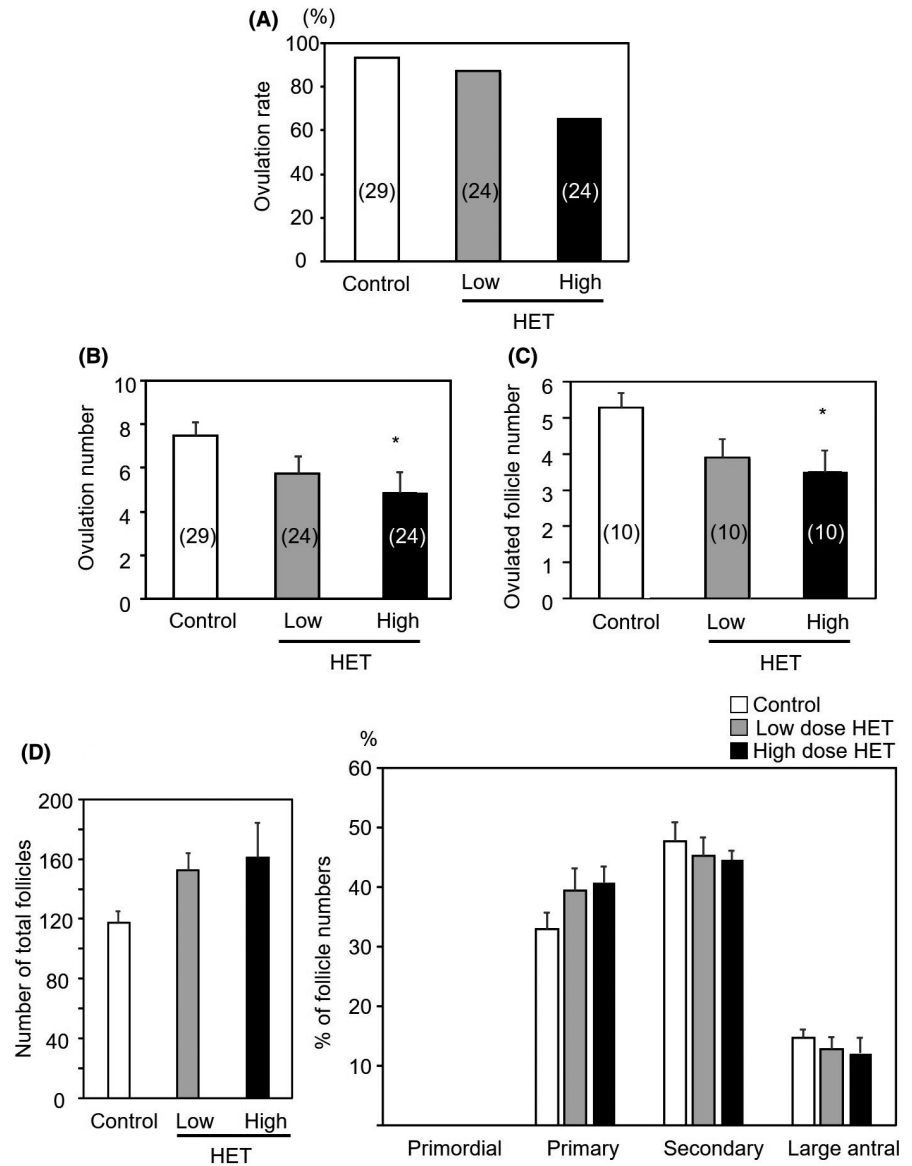 (A) (%)
100
80
60
40
20
0
Ovulation rate
(29) (24) (24)
Control Low High
HET
(B)
10
8
6
4
2
0
Ovulation number
(29) (24) (24)
*
Control Low High
HET
(C)
6
5
4
3
2
1
0
Ovulated follicle number
(10) (10) (10)
*
Control Low High
HET
(D)
200
160
120
80
40
0
Number of total follicles
Control Low High
HET
Control
Low dose HET
High dose HET
%
60
50
40
30
20
10
% of follicle numbers
Primordial Primary Secondary Large antral